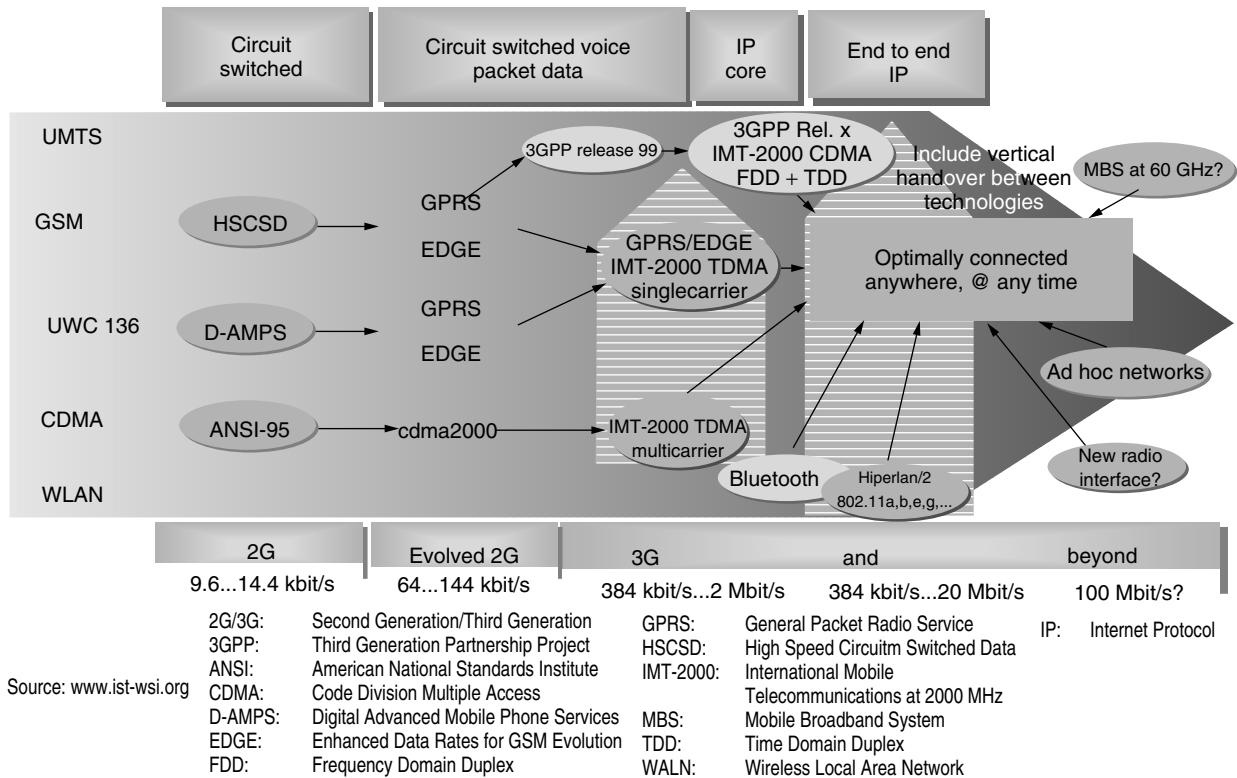 Circuit
switched
Circuit switched voice
packet data
IP
core
End to end
IP
UMTS
3GPP release 99
3GPP Rel. x
IMT-2000 CDMA
FDD + TDD
Include vertical
handover between
technologies
MBS at 60 GHz?
GSM
HSCSD
GPRS
EDGE
GPRS/EDGE
IMT-2000 TDMA
singlecarrier
Optimally connected
anywhere, @ any time
UWC 136
D-AMPS
GPRS
EDGE
Ad hoc networks
CDMA
ANSI-95
cdma2000
IMT-2000 TDMA
multicarrier
New radio
interface?
WLAN
Bluetooth
Hiperlan/2
802.11a,b,e,g,...
2G
Evolved 2G
3G
and
beyond
9.6...14.4 kbit/s
64...144 kbit/s
384 kbit/s...2 Mbit/s
384 kbit/s...20 Mbit/s
100 Mbit/s?
Source: www.ist-wsi.org
2G/3G: Second Generation/Third Generation
3GPP: Third Generation Partnership Project
ANSI: American National Standards Institute
CDMA: Code Division Multiple Access
D-AMPS: Digital Advanced Mobile Phone Services
EDGE: Enhanced Data Rates for GSM Evolution
FDD: Frequency Domain Duplex
GPRS: General Packet Radio Service
HSCSD: High Speed Circuitm Switched Data
IMT-2000: International Mobile
Telecommunications at 2000 MHz
MBS: Mobile Broadband System
TDD: Time Domain Duplex
WALN: Wireless Local Area Network
IP: Internet Protocol